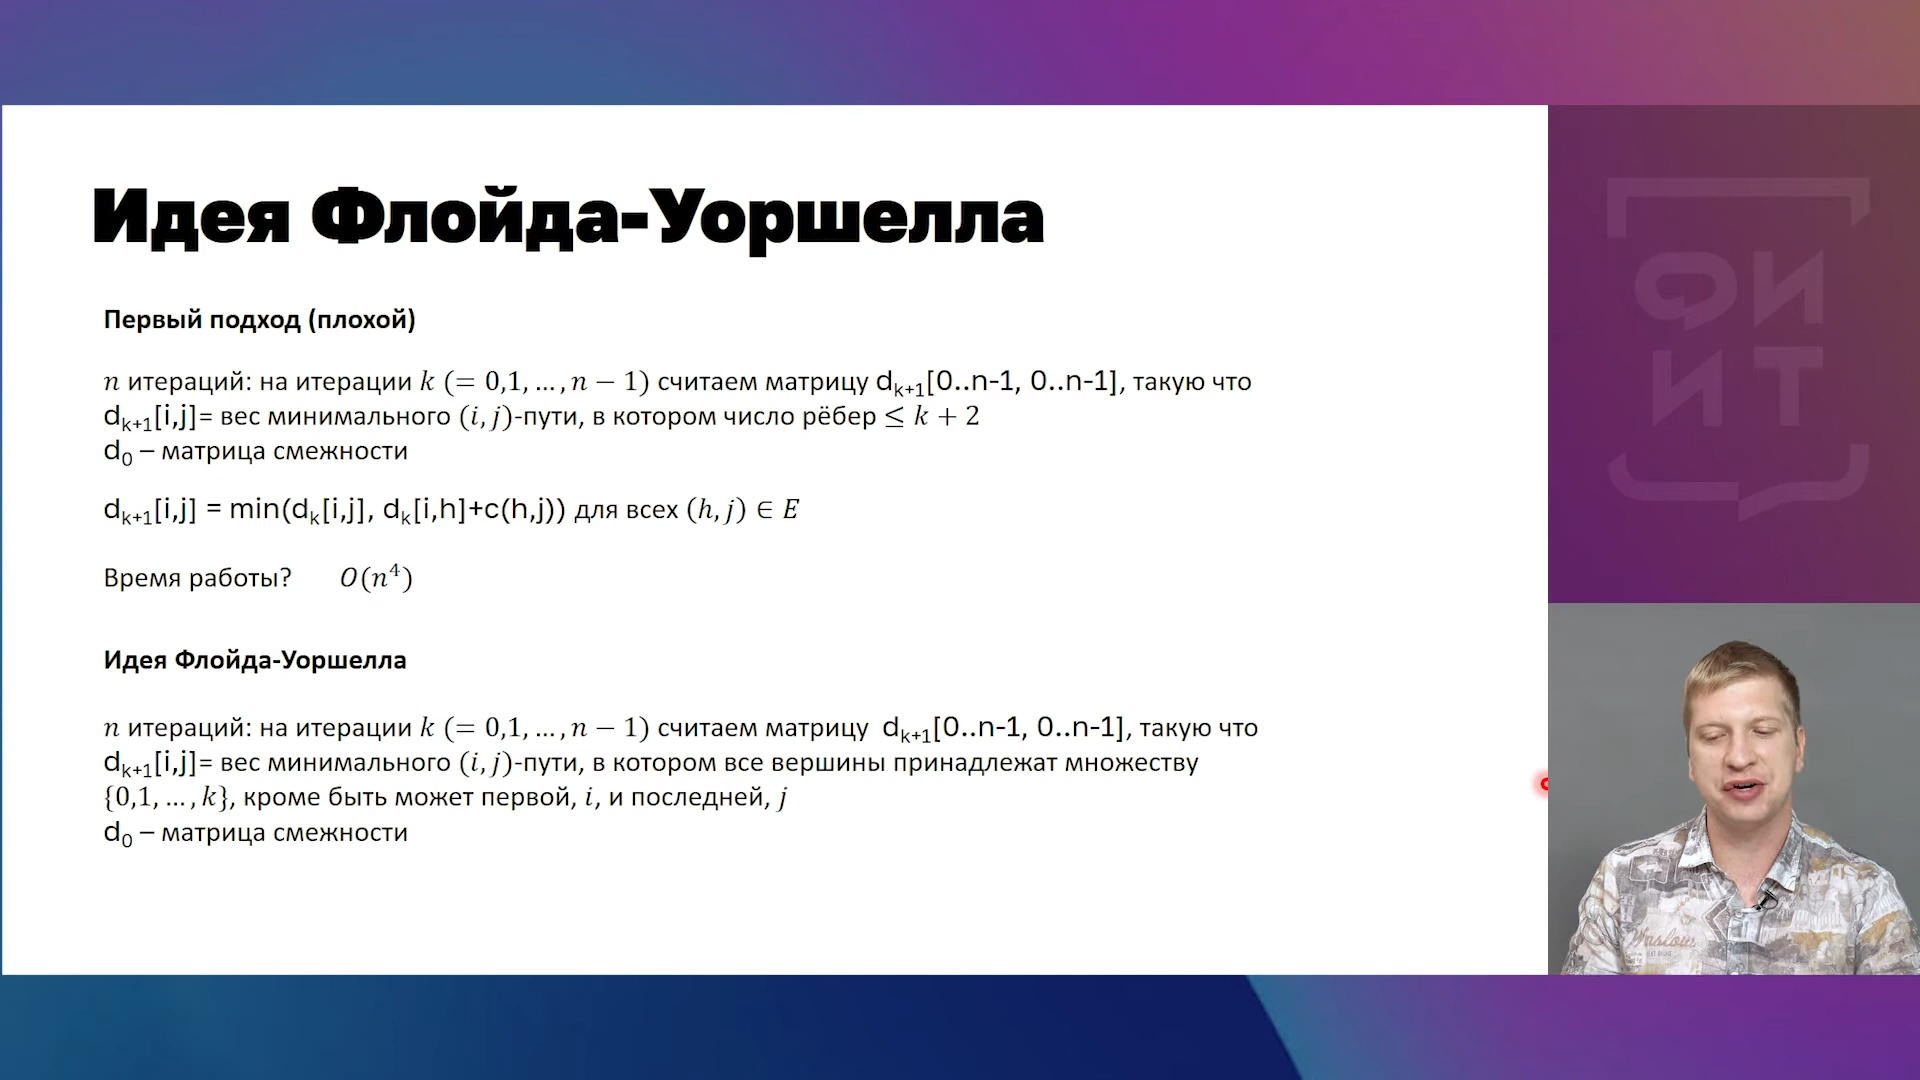 Идея Флойда-Уоршелла
Первый подход (плохой)
n итераций: на итерации k (= 0,1, …, n − 1) считаем матрицу dₖ₊₁[0..n-1, 0..n-1], такую что
dₖ₊₁[i,j]= вес минимального (i, j)-пути, в котором число рёбер ≤ k + 2
d₀ – матрица смежности
dₖ₊₁[i,j] = min(dₖ[i,j], dₖ[i,h]+c(h,j)) для всех (h, j) ∈ E
Время работы? O(n⁴)
Идея Флойда-Уоршелла
n итераций: на итерации k (= 0,1, …, n − 1) считаем матрицу dₖ₊₁[0..n-1, 0..n-1], такую что
dₖ₊₁[i,j]= вес минимального (i, j)-пути, в котором все вершины принадлежат множеству
{0,1, …, k}, кроме быть может первой, i, и последней, j
d₀ – матрица смежности
ФИ
ИТ